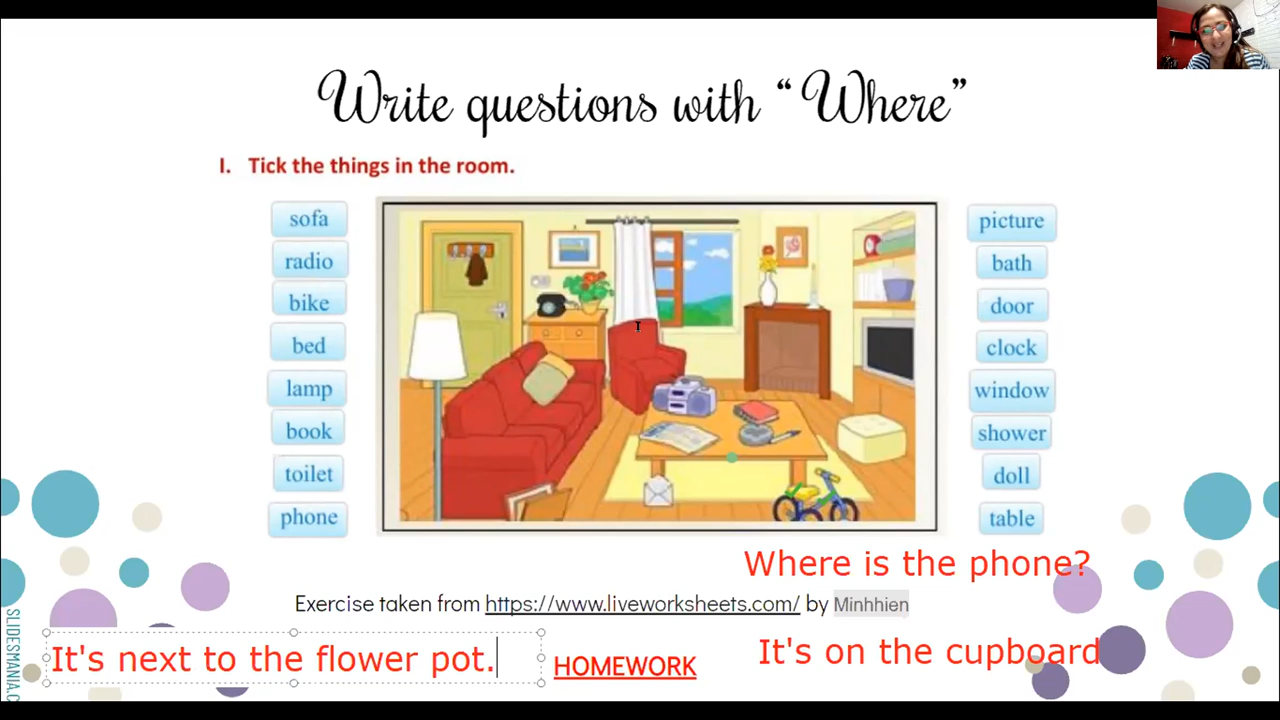 Write questions with “Where”
I. Tick the things in the room.
sofa
radio
bike
bed
lamp
book
toilet
phone
picture
bath
door
clock
window
shower
doll
table
Where is the phone?
Exercise taken from https://www.liveworksheets.com/ by Minhhien
It's on the cupboard
It's next to the flower pot.
HOMEWORK
SLIDESMANIA.C